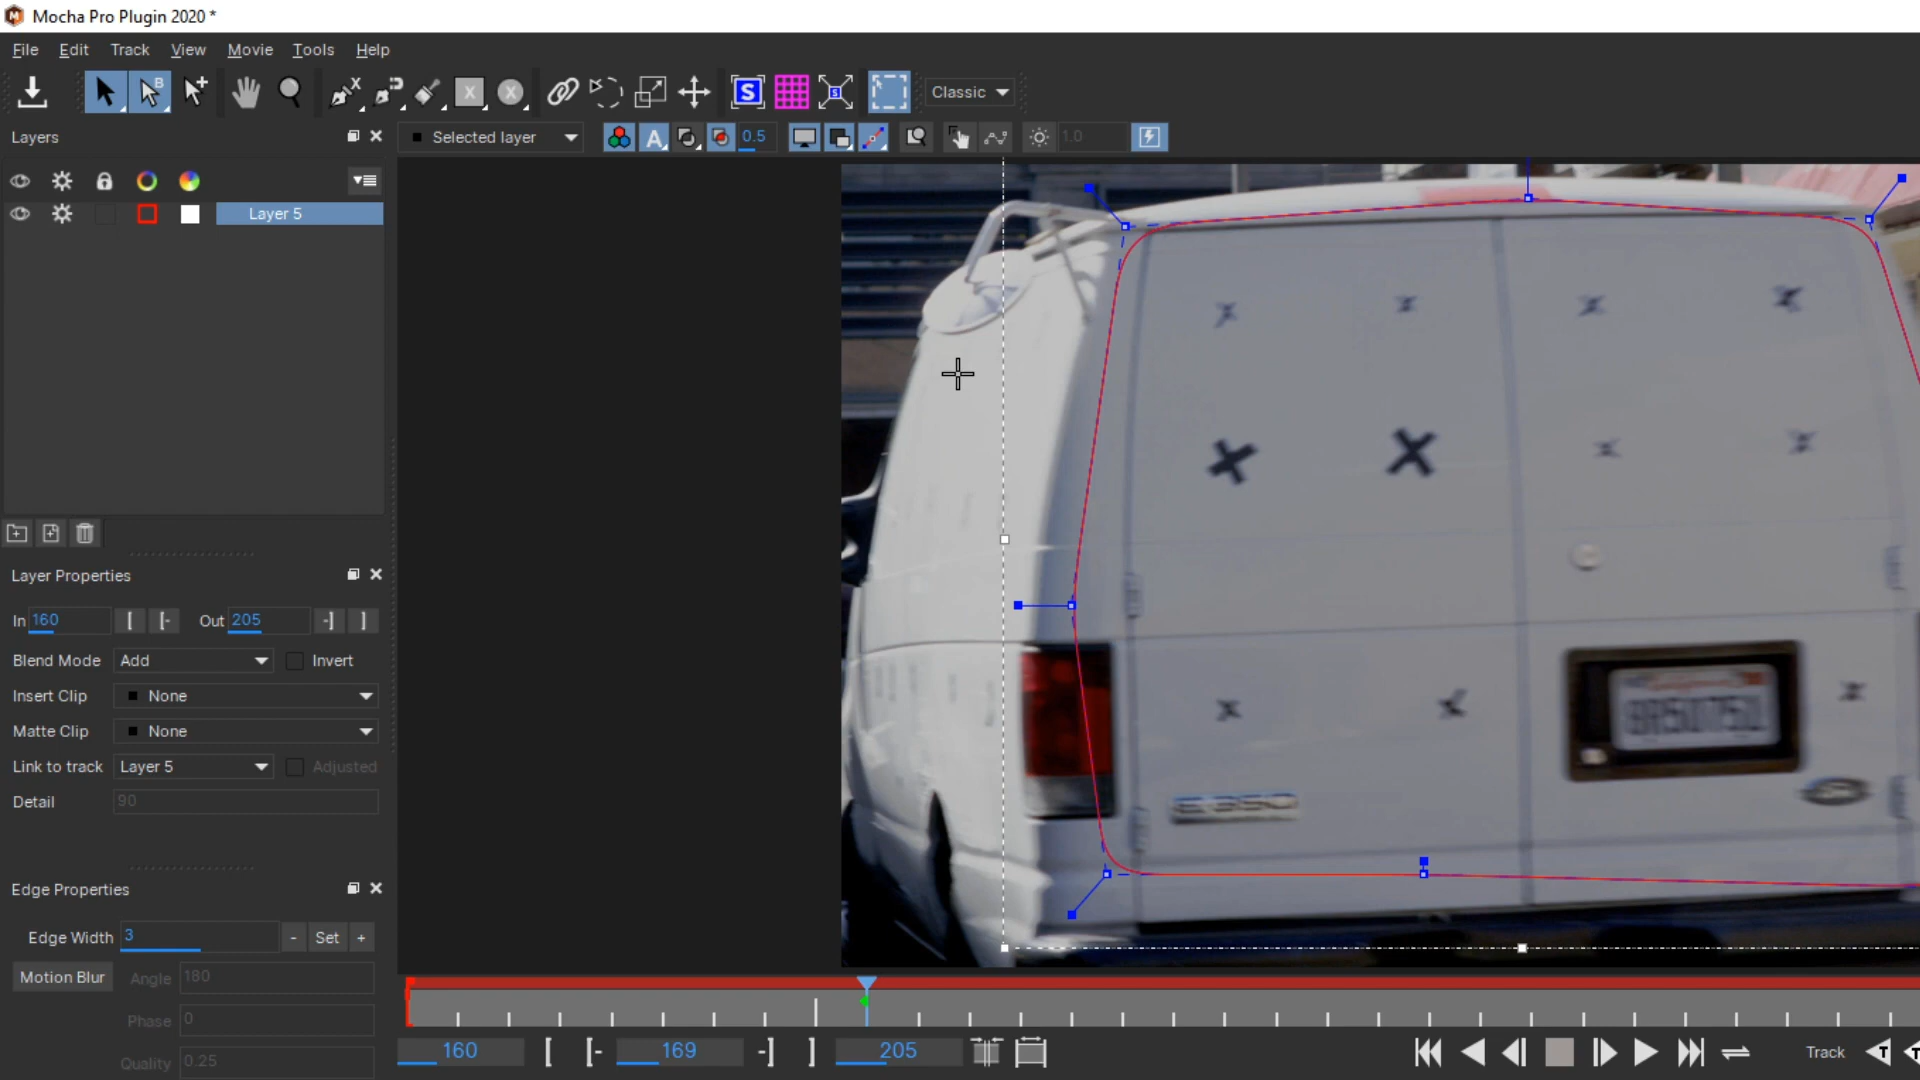 Mocha Pro Plugin 2020 *
File Edit Track View Movie Tools Help
Classic
Layers
Selected layer
A
0.5
1.0
Layer 5
Layer Properties
In 160 Out 205
Blend Mode Add Invert
Insert Clip None
Matte Clip None
Link to track Layer 5 Adjusted
Detail 90
Edge Properties
Edge Width 3 - Set +
Motion Blur Angle 180
Phase 0
Quality 0.25
160 [ [- 169 -] ] 205
Track